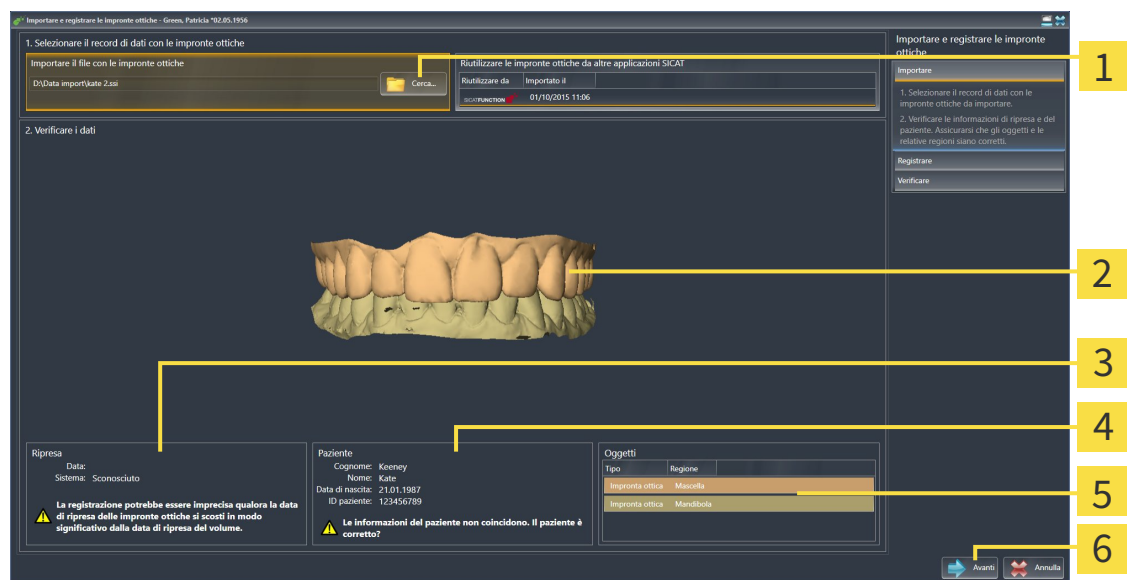 Importare e registrare le impronte ottiche - Green, Patricia *02.05.1956
1. Selezionare il record di dati con le impronte ottiche
Importare il file con le impronte ottiche
D:\Data import\kate 2.ssi
Cerca...
Riutilizzare le impronte ottiche da altre applicazioni SICAT
Riutilizzare da Importato il
SICATFUNCTION 01/10/2015 11:06
2. Verificare i dati
Ripresa
Data:
Sistema: Sconosciuto
La registrazione potrebbe essere imprecisa qualora la data
di ripresa delle impronte ottiche si scosti in modo
significativo dalla data di ripresa del volume.
Paziente
Cognome: Keeney
Nome: Kate
Data di nascita: 21.01.1987
ID paziente: 123456789
Le informazioni del paziente non coincidono. Il paziente è
corretto?
Oggetti
Tipo Regione
Impronta ottica Mascella
Impronta ottica Mandibola
Importare e registrare le impronte
ottiche
Importare
1. Selezionare il record di dati con le
impronte ottiche da importare.
2. Verificare le informazioni di ripresa e del
paziente. Assicurarsi che gli oggetti e le
relative regioni siano corretti.
Registrare
Verificare
Avanti
Annulla
1
2
3
4
5
6